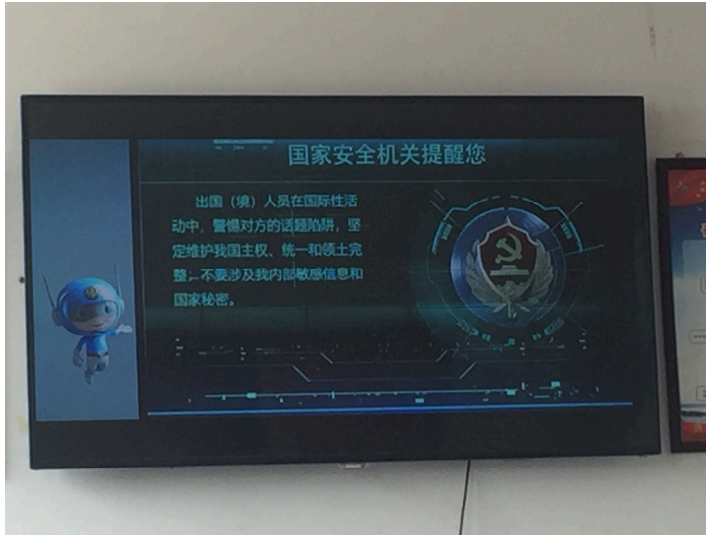 国家安全机关提醒您
出国（境）人员在国际性活
动中，警惕对方的话题陷阱，坚
定维护我国主权、统一和领土完
整；不要涉及我内部敏感信息和
国家秘密。